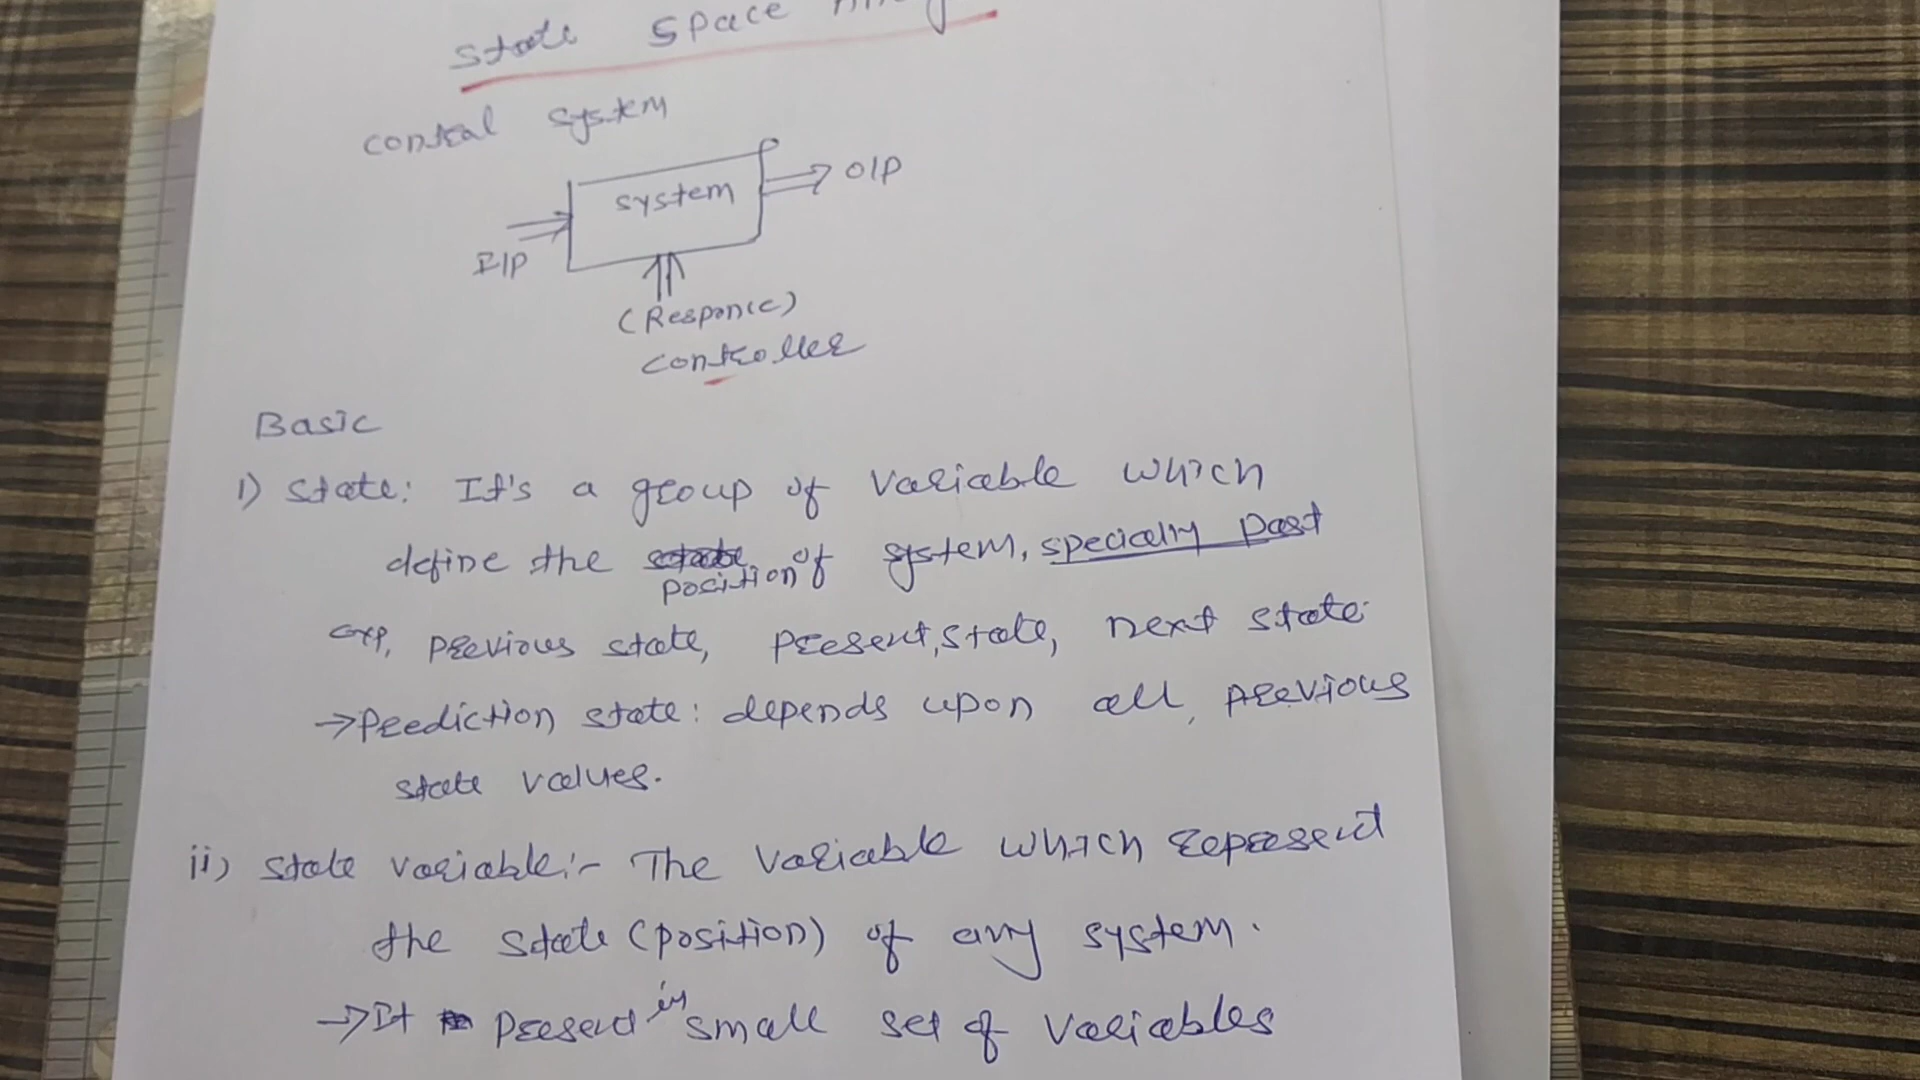 state space
control system
system
O/P
I/P
(Responce)
controller
Basic
1) state: It's a group of variable which
define the position of system, specially past
exp, previous state, present state, next state.
→ Prediction state: depends upon all, previous
state values.
ii) state variable:- The variable which represent
the state (position) of any system.
→ It present in small set of variables